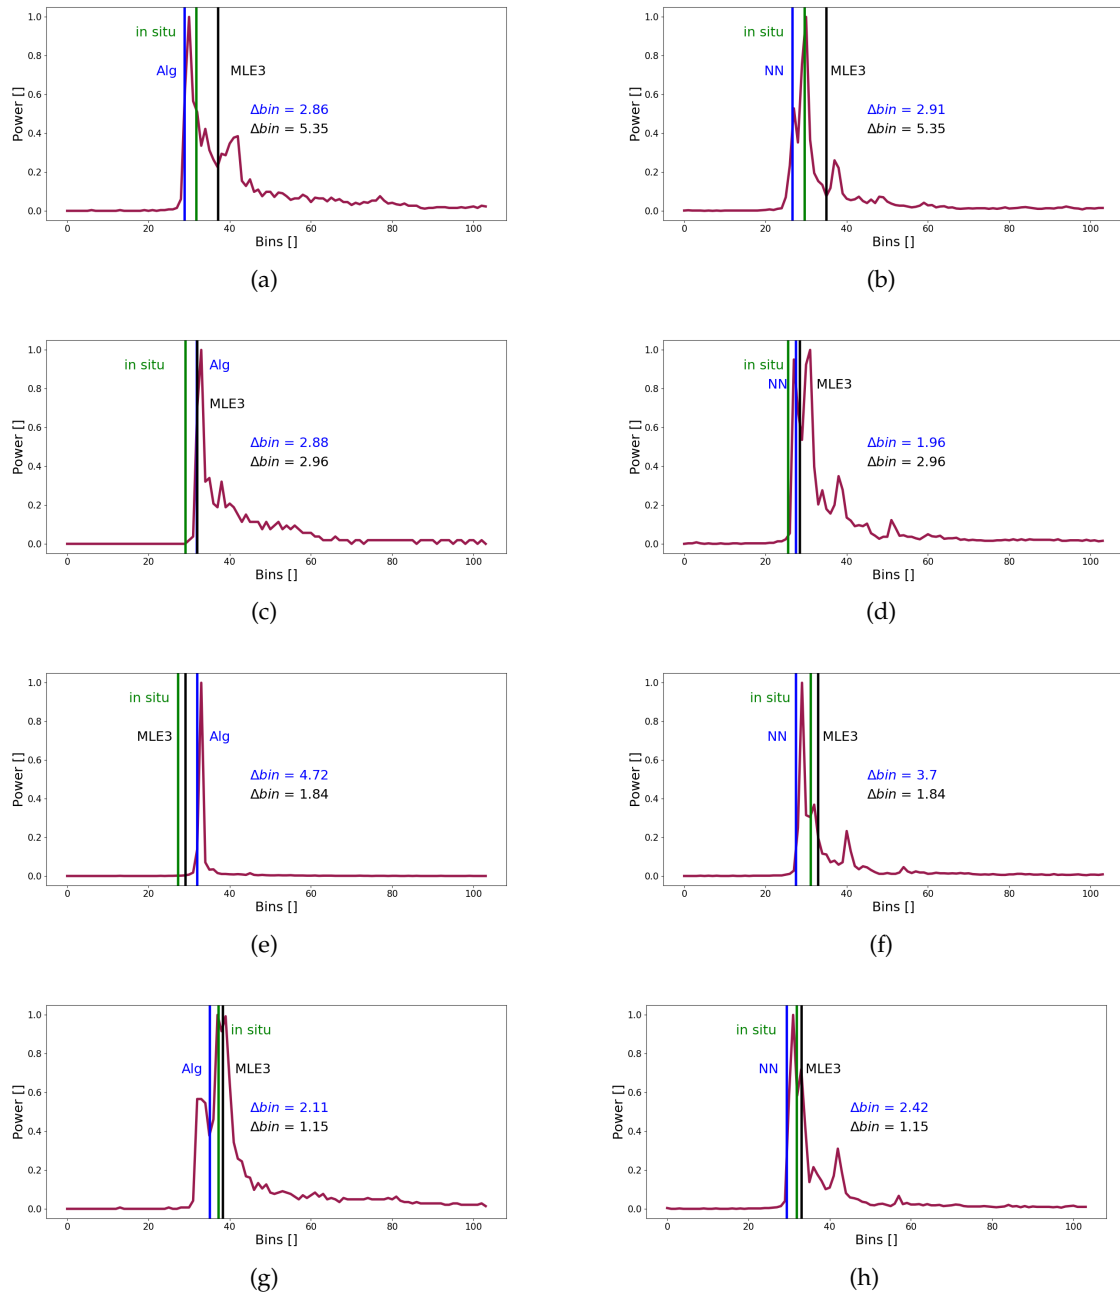 in situ
Alg
MLE3
Δbin = 2.86
Δbin = 5.35
Power []
1.0
0.8
0.6
0.4
0.2
0.0
0 20 40 60 80 100
Bins []
(a)
in situ
NN
MLE3
Δbin = 2.91
Δbin = 5.35
Power []
1.0
0.8
0.6
0.4
0.2
0.0
0 20 40 60 80 100
Bins []
(b)
in situ
Alg
MLE3
Δbin = 2.88
Δbin = 2.96
Power []
1.0
0.8
0.6
0.4
0.2
0.0
0 20 40 60 80 100
Bins []
(c)
in situ
NN
MLE3
Δbin = 1.96
Δbin = 2.96
Power []
1.0
0.8
0.6
0.4
0.2
0.0
0 20 40 60 80 100
Bins []
(d)
in situ
MLE3
Alg
Δbin = 4.72
Δbin = 1.84
Power []
1.0
0.8
0.6
0.4
0.2
0.0
0 20 40 60 80 100
Bins []
(e)
in situ
NN
MLE3
Δbin = 3.7
Δbin = 1.84
Power []
1.0
0.8
0.6
0.4
0.2
0.0
0 20 40 60 80 100
Bins []
(f)
in situ
Alg
MLE3
Δbin = 2.11
Δbin = 1.15
Power []
1.0
0.8
0.6
0.4
0.2
0.0
0 20 40 60 80 100
Bins []
(g)
in situ
NN
MLE3
Δbin = 2.42
Δbin = 1.15
Power []
1.0
0.8
0.6
0.4
0.2
0.0
0 20 40 60 80 100
Bins []
(h)